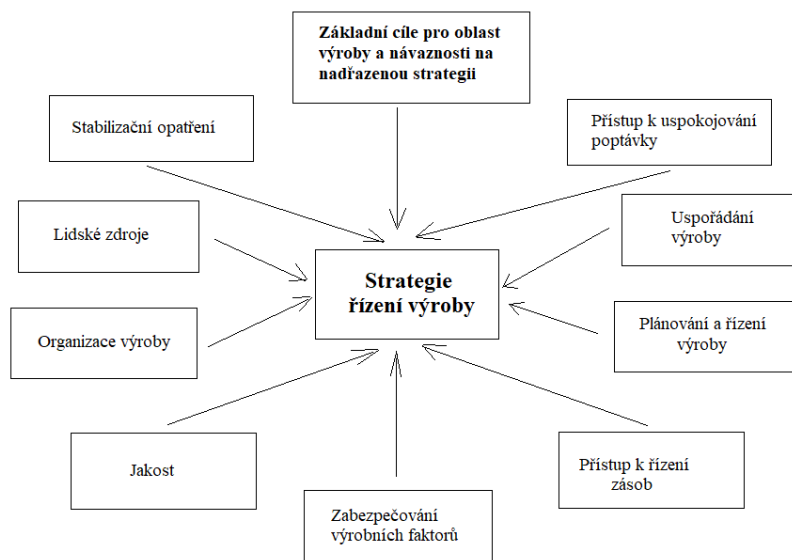 Základní cíle pro oblast
výroby a návaznosti na
nadřazenou strategii
Stabilizační opatření
Přístup k uspokojování
poptávky
Lidské zdroje
Uspořádání
výroby
Strategie
řízení výroby
Organizace výroby
Plánování a řízení
výroby
Jakost
Přístup k řízení
zásob
Zabezpečování
výrobních faktorů